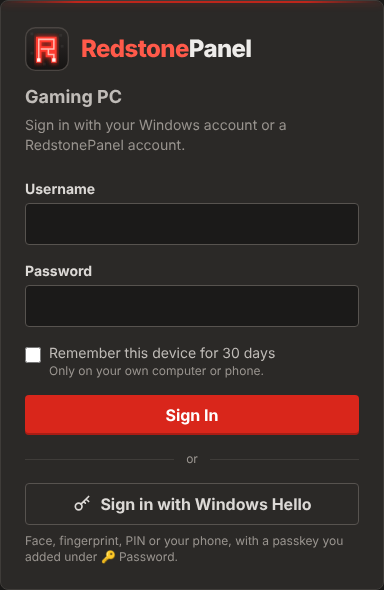 RedstonePanel
Gaming PC
Sign in with your Windows account or a
RedstonePanel account.
Username
Password
Remember this device for 30 days
Only on your own computer or phone.
Sign In
or
Sign in with Windows Hello
Face, fingerprint, PIN or your phone, with a passkey you
added under 🔑 Password.